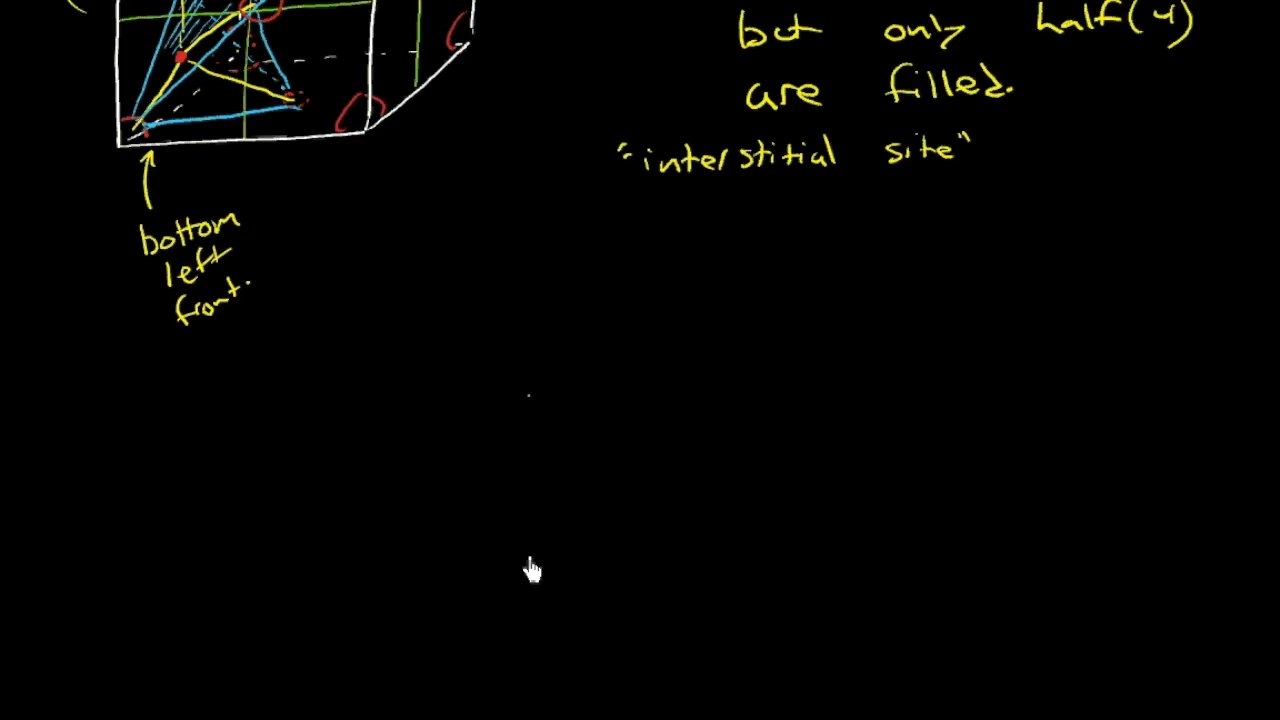 but only half (4)
are filled.
"interstitial site"
bottom
left
front.